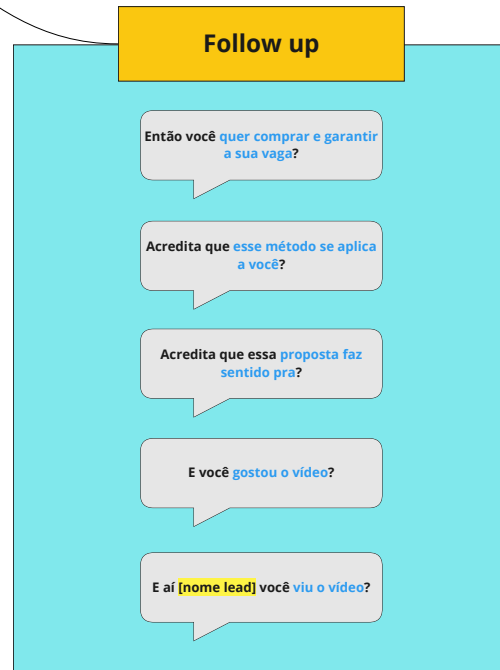 Follow up
Então você quer comprar e garantir
a sua vaga?
Acredita que esse método se aplica
a você?
Acredita que essa proposta faz
sentido pra?
E você gostou o vídeo?
E aí [nome lead] você viu o vídeo?